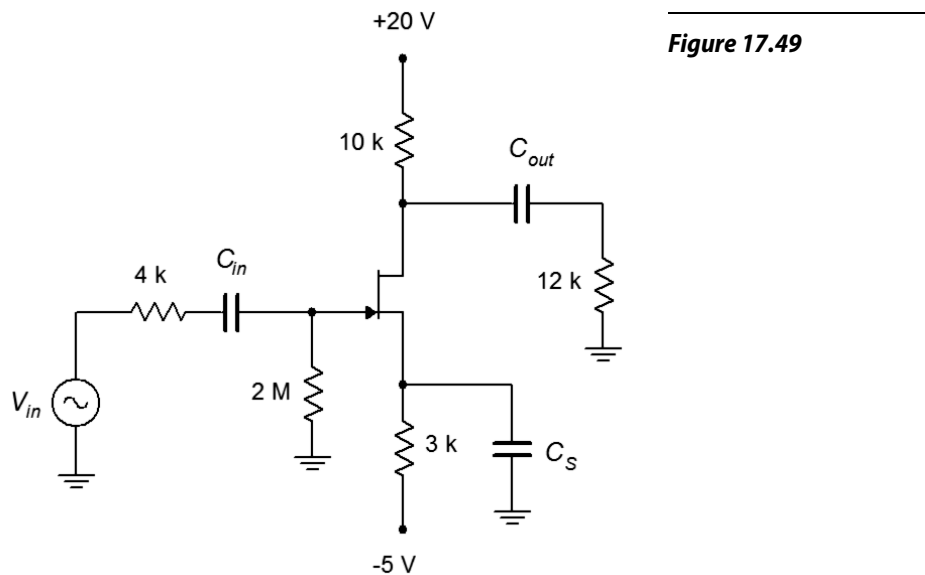 +20 V
Figure 17.49
10 k
C_out
4 k
C_in
12 k
2 M
V_in
3 k
C_S
-5 V